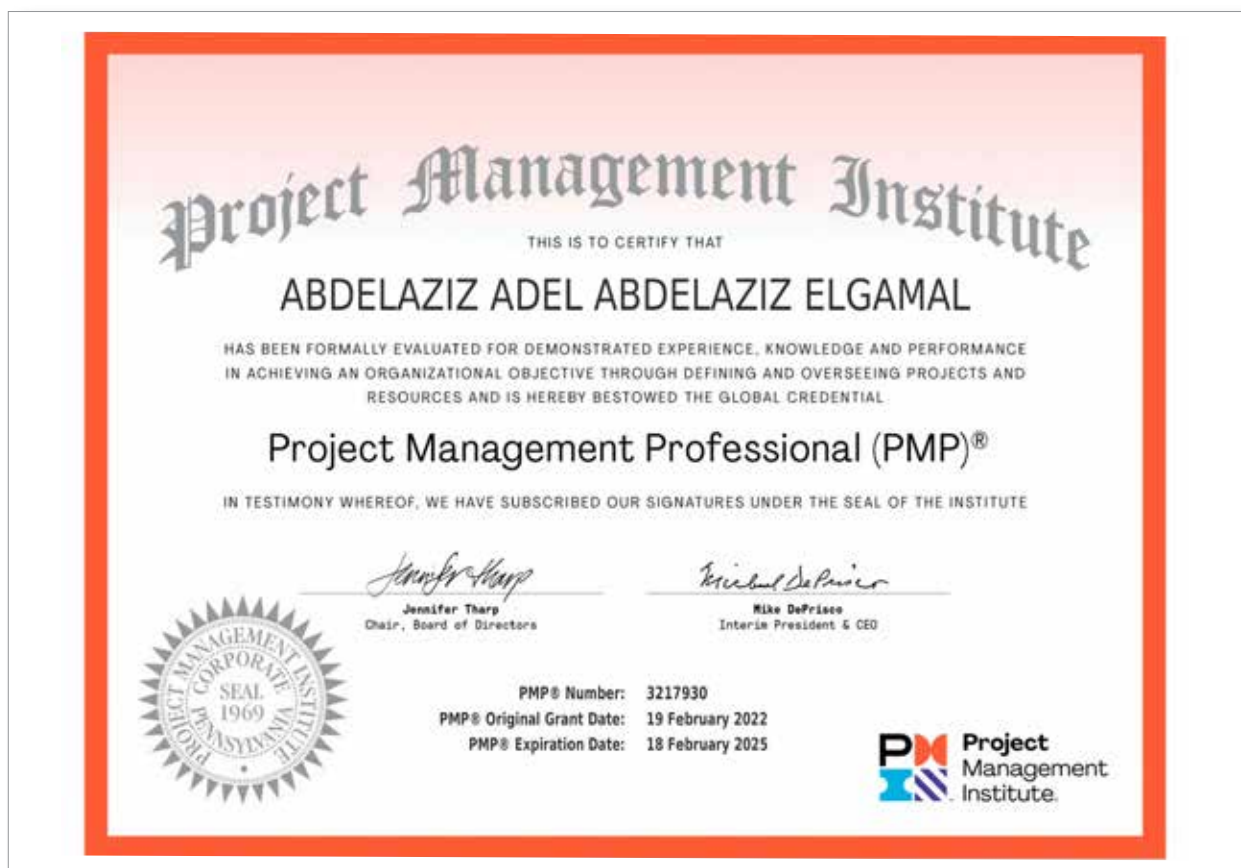 Project Management Institute
THIS IS TO CERTIFY THAT
ABDELAZIZ ADEL ABDELAZIZ ELGAMAL
HAS BEEN FORMALLY EVALUATED FOR DEMONSTRATED EXPERIENCE, KNOWLEDGE AND PERFORMANCE
IN ACHIEVING AN ORGANIZATIONAL OBJECTIVE THROUGH DEFINING AND OVERSEEING PROJECTS AND
RESOURCES AND IS HEREBY BESTOWED THE GLOBAL CREDENTIAL
Project Management Professional (PMP)®
IN TESTIMONY WHEREOF, WE HAVE SUBSCRIBED OUR SIGNATURES UNDER THE SEAL OF THE INSTITUTE
Jennifer Tharp
Michael DePrisco
Jennifer Tharp
Chair, Board of Directors
Mike DePrisco
Interim President & CEO
PROJECT MANAGEMENT INSTITUTE
CORPORATE
SEAL
1969
PENNSYLVANIA
PMP® Number: 3217930
PMP® Original Grant Date: 19 February 2022
PMP® Expiration Date: 18 February 2025
PM
Project
Management
Institute.